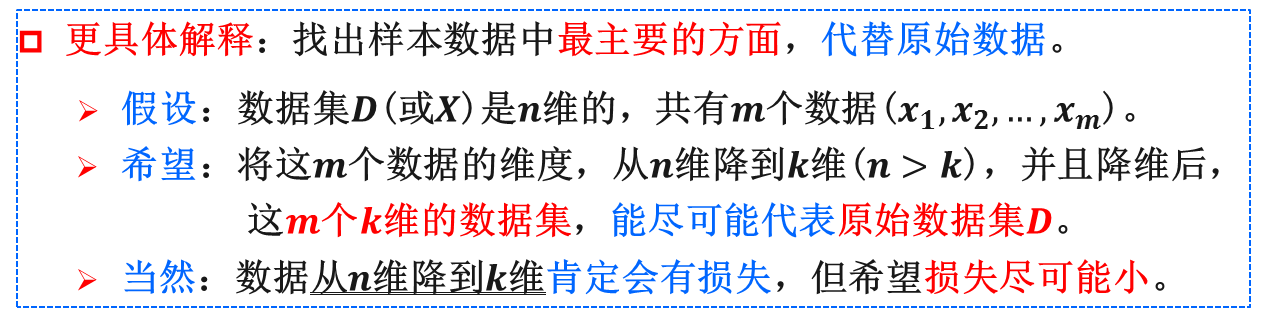 更具体解释：找出样本数据中最主要的方面，代替原始数据。
假设：数据集D(或X)是n维的，共有m个数据(x₁,x₂,…,xₘ)。
希望：将这m个数据的维度，从n维降到k维(n > k)，并且降维后，
这m个k维的数据集，能尽可能代表原始数据集D。
当然：数据从n维降到k维肯定会有损失，但希望损失尽可能小。